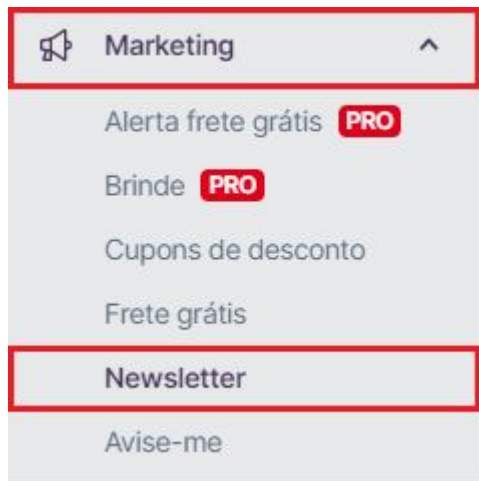 Marketing
Alerta frete grátis PRO
Brinde PRO
Cupons de desconto
Frete grátis
Newsletter
Avise-me